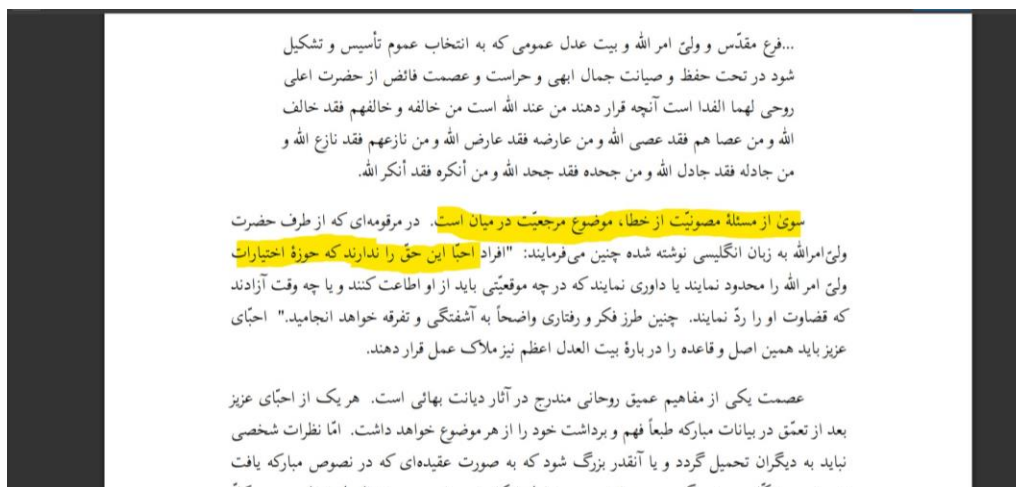 ...فرع مقدّس و ولیّ امر الله و بیت عدل عمومی که به انتخاب عموم تأسیس و تشکیل
شود در تحت حفظ و صیانت جمال ابهی و حراست و عصمت فائض از حضرت اعلی
روحی لهما الفدا است آنچه قرار دهند من عند الله است من خالفه و خالفهم فقد خالف
الله و من عصا هم فقد عصی الله و من عارضه فقد عارض الله و من نازعهم فقد نازع الله و
من جادله فقد جادل الله و من جحده فقد جحد الله و من أنکره فقد أنکر الله.
سویٰ از مسئلهٔ مصونیّت از خطا، موضوع مرجعیّت در میان است. در مرقومه‌ای که از طرف حضرت
ولیّ امرالله به زبان انگلیسی نوشته شده چنین می‌فرمایند: "افراد احبّا این حقّ را ندارند که حوزهٔ اختیارات
ولیّ امر الله را محدود نمایند یا داوری نمایند که در چه موقعیّتی باید از او اطاعت کنند و یا چه وقت آزادند
که قضاوت او را ردّ نمایند. چنین طرز فکر و رفتاری واضحاً به آشفتگی و تفرقه خواهد انجامید." احبّای
عزیز باید همین اصل و قاعده را در بارهٔ بیت العدل اعظم نیز ملاک عمل قرار دهند.
عصمت یکی از مفاهیم عمیق روحانی مندرج در آثار دیانت بهائی است. هر یک از احبّای عزیز
بعد از تعمّق در بیانات مبارکه طبعاً فهم و برداشت خود را از هر موضوع خواهد داشت. امّا نظرات شخصی
نباید به دیگران تحمیل گردد و یا آنقدر بزرگ شود که به صورت عقیده‌ای که در نصوص مبارکه یافت